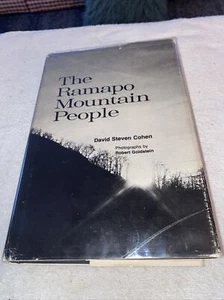 The
Ramapo
Mountain
People
David Steven Cohen
Photographs by
Robert Goldstein